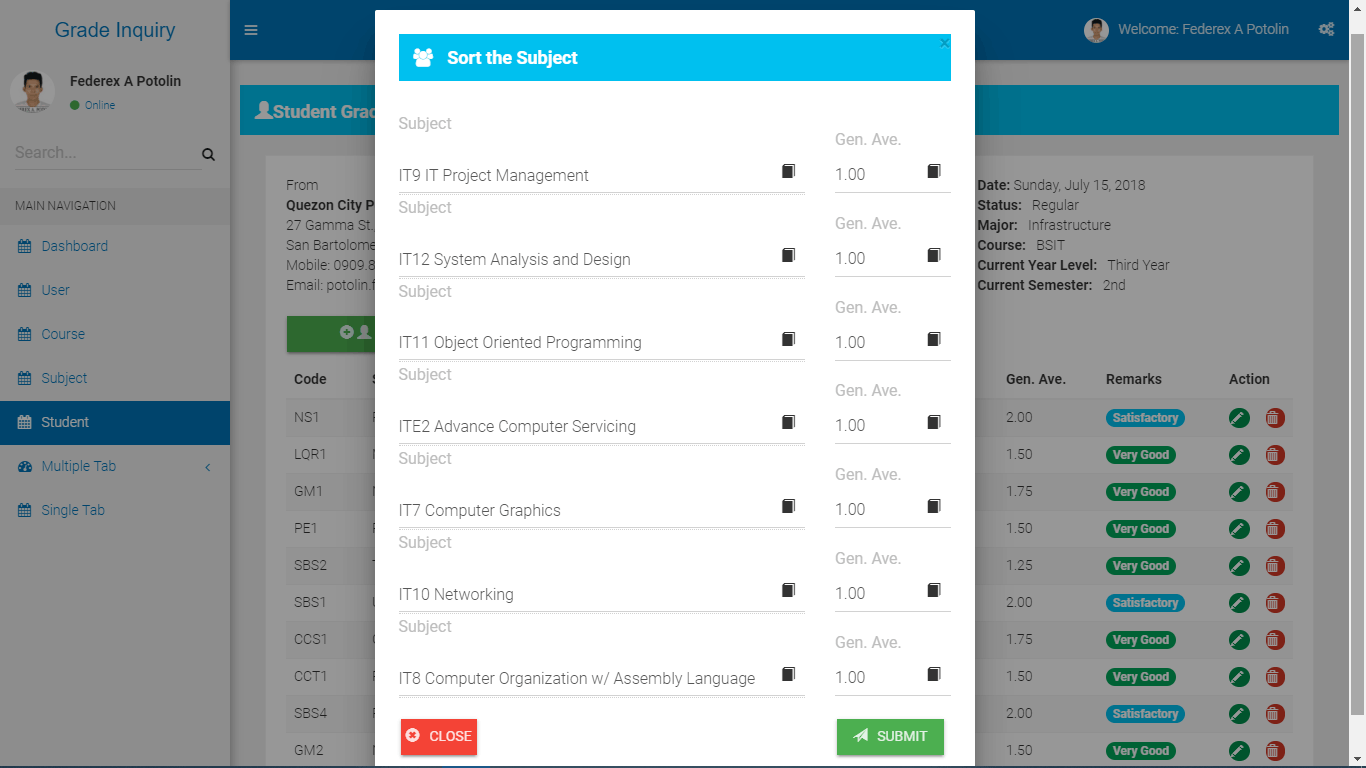 Grade Inquiry
Welcome: Federex A Potolin
Federex A Potolin
Online
Search...
MAIN NAVIGATION
Dashboard
User
Course
Subject
Student
Multiple Tab
Single Tab
Student Grad
From
Quezon City P
27 Gamma St.
San Bartolome
Mobile: 0909.8
Email: potolin.f
Date: Sunday, July 15, 2018
Status: Regular
Major: Infrastructure
Course: BSIT
Current Year Level: Third Year
Current Semester: 2nd
Code Gen. Ave. Remarks Action
NS1 2.00 Satisfactory
LQR1 1.50 Very Good
GM1 1.75 Very Good
PE1 1.50 Very Good
SBS2 1.25 Very Good
SBS1 2.00 Satisfactory
CCS1 1.75 Very Good
CCT1 1.50 Very Good
SBS4 2.00 Satisfactory
GM2 1.50 Very Good
Sort the Subject
×
Subject
Gen. Ave.
IT9 IT Project Management 1.00
Subject
Gen. Ave.
IT12 System Analysis and Design 1.00
Subject
Gen. Ave.
IT11 Object Oriented Programming 1.00
Subject
Gen. Ave.
ITE2 Advance Computer Servicing 1.00
Subject
Gen. Ave.
IT7 Computer Graphics 1.00
Subject
Gen. Ave.
IT10 Networking 1.00
Subject
Gen. Ave.
IT8 Computer Organization w/ Assembly Language 1.00
CLOSE
SUBMIT